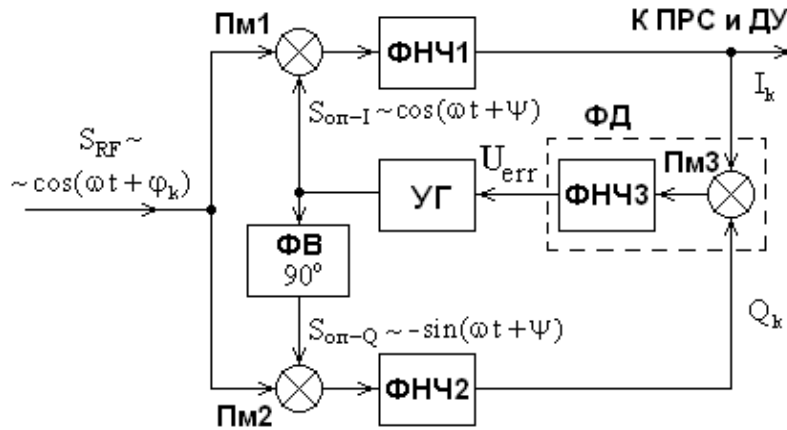 Пм1
ФНЧ1
К ПРС и ДУ
I_k
S_оп-I ~cos(ωt+Ψ)
S_RF ~
~cos(ωt+φ_k)
ФД
Пм3
U_err
ФНЧ3
УГ
ФВ
90°
S_оп-Q ~-sin(ωt+Ψ)
Q_k
Пм2
ФНЧ2